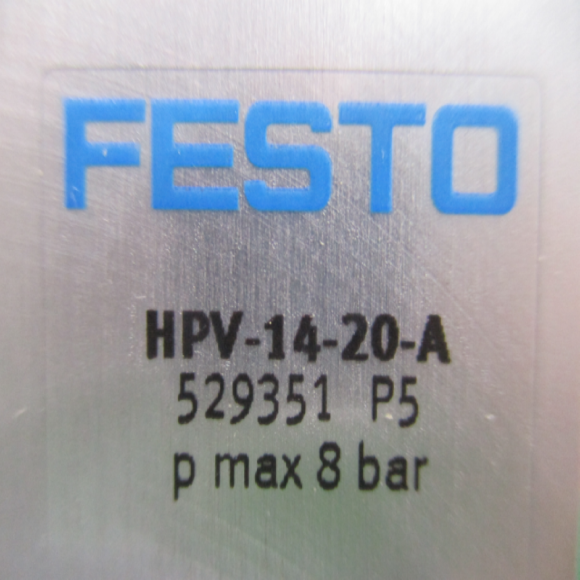 FESTO
HPV-14-20-A
529351 P5
p max 8 bar